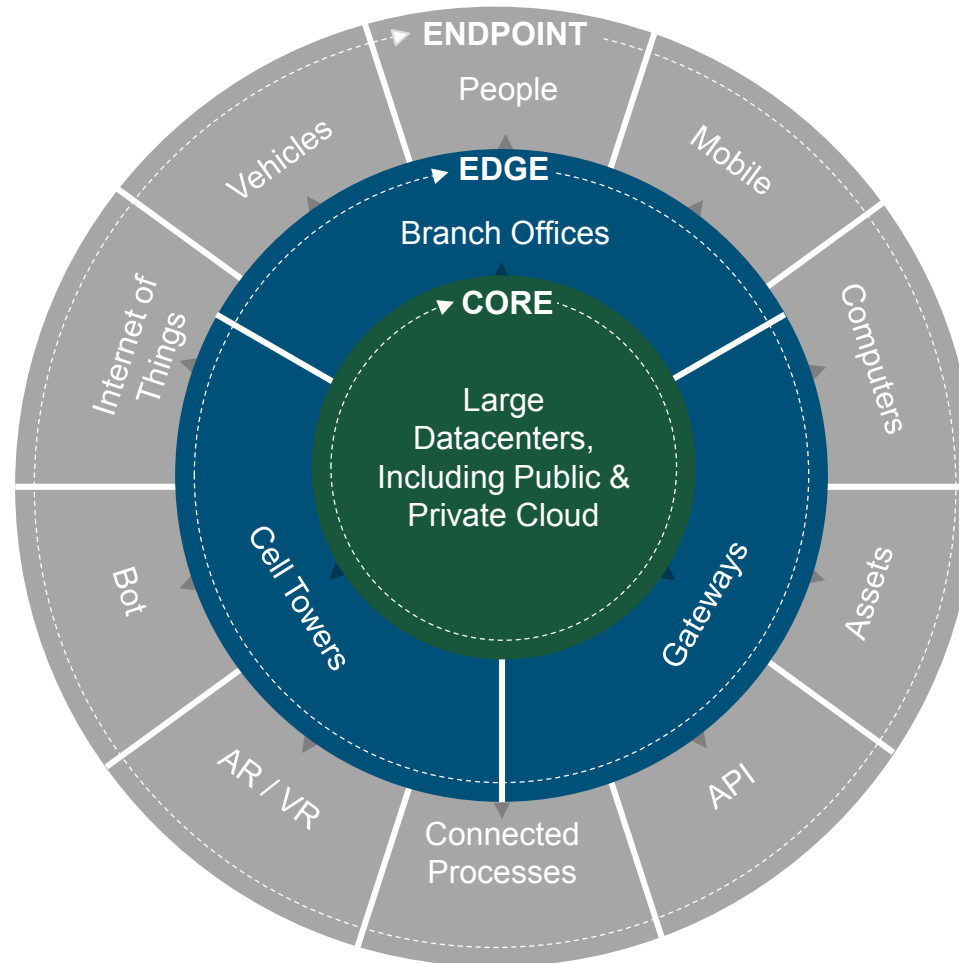 ENDPOINT
People
Mobile
Computers
Assets
API
Connected
Processes
AR / VR
Bot
Internet of
Things
Vehicles
EDGE
Branch Offices
Gateways
Cell Towers
CORE
Large
Datacenters,
Including Public &
Private Cloud